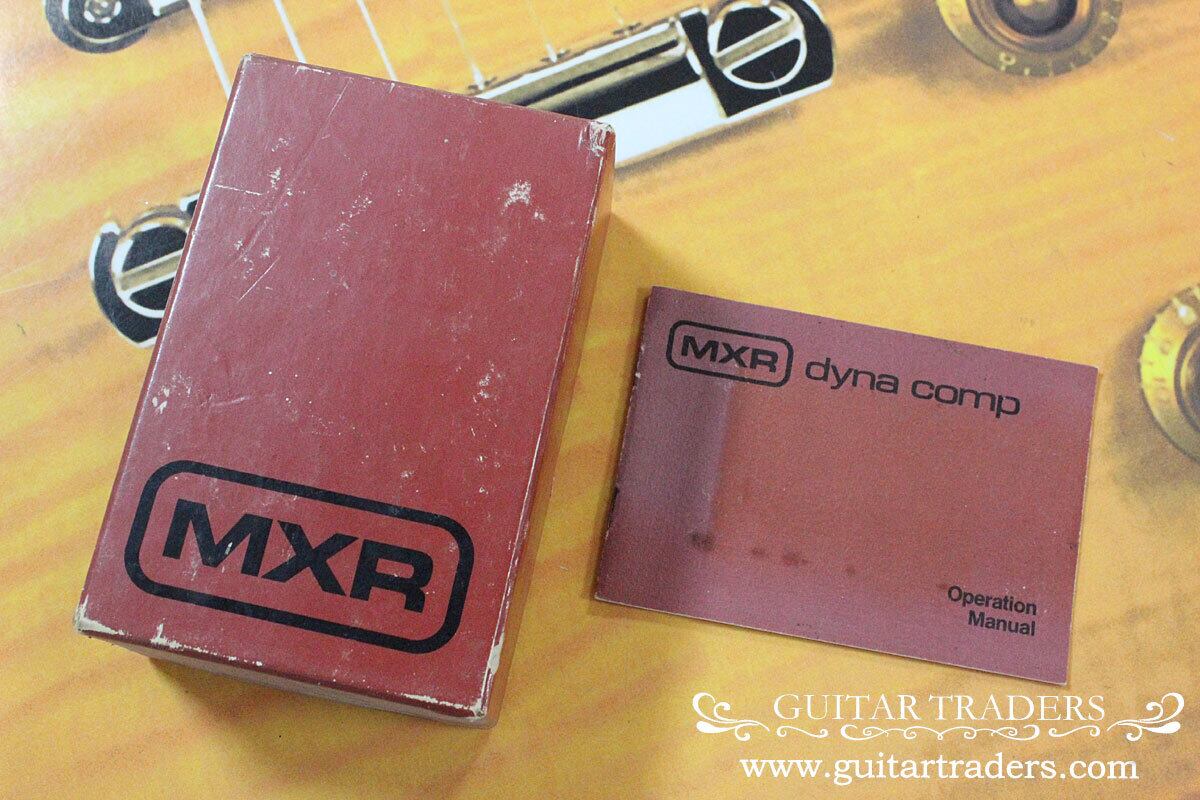 MXR
MXR dyna comp
Operation
Manual
GUITAR TRADERS
www.guitartraders.com